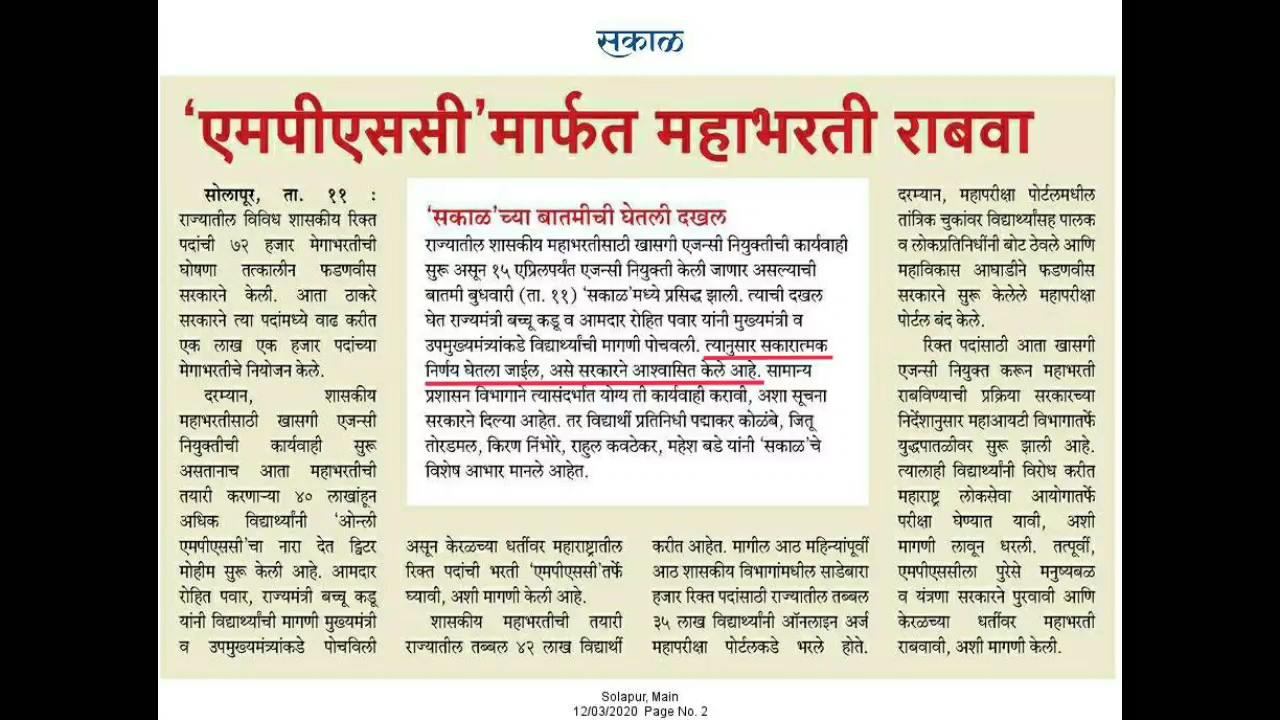 सकाळ
‘एमपीएससी’मार्फत महाभरती राबवा
सोलापूर, ता. ११ :
राज्यातील विविध शासकीय रिक्त
पदांची ७२ हजार मेगाभरतीची
घोषणा तत्कालीन फडणवीस
सरकारने केली. आता ठाकरे
सरकारने त्या पदांमध्ये वाढ करीत
एक लाख एक हजार पदांच्या
मेगाभरतीचे नियोजन केले.
दरम्यान, शासकीय
महाभरतीसाठी खासगी एजन्सी
नियुक्तीची कार्यवाही सुरू
असतानाच आता महाभरतीची
तयारी करणाऱ्या ४० लाखांहून
अधिक विद्यार्थ्यांनी ‘ओन्ली
एमपीएससी’चा नारा देत ट्विटर
मोहीम सुरू केली आहे. आमदार
रोहित पवार, राज्यमंत्री बच्चू कडू
यांनी विद्यार्थ्यांची मागणी मुख्यमंत्री
व उपमुख्यमंत्र्यांकडे पोचविली
‘सकाळ’च्या बातमीची घेतली दखल
राज्यातील शासकीय महाभरतीसाठी खासगी एजन्सी नियुक्तीची कार्यवाही
सुरू असून १५ एप्रिलपर्यंत एजन्सी नियुक्ती केली जाणार असल्याची
बातमी बुधवारी (ता. ११) ‘सकाळ’मध्ये प्रसिद्ध झाली. त्याची दखल
घेत राज्यमंत्री बच्चू कडू व आमदार रोहित पवार यांनी मुख्यमंत्री व
उपमुख्यमंत्र्यांकडे विद्यार्थ्यांची मागणी पोचवली. त्यानुसार सकारात्मक
निर्णय घेतला जाईल, असे सरकारने आश्वासित केले आहे. सामान्य
प्रशासन विभागाने त्यासंदर्भात योग्य ती कार्यवाही करावी, अशा सूचना
सरकारने दिल्या आहेत. तर विद्यार्थी प्रतिनिधी पद्माकर कोळंबे, जितू
तोरडमल, किरण निंभोरे, राहुल कवठेकर, महेश बडे यांनी ‘सकाळ’चे
विशेष आभार मानले आहेत.
असून केरळच्या धर्तीवर महाराष्ट्रातील
रिक्त पदांची भरती ‘एमपीएससी’तर्फे
घ्यावी, अशी मागणी केली आहे.
शासकीय महाभरतीची तयारी
राज्यातील तब्बल ४२ लाख विद्यार्थी
करीत आहेत. मागील आठ महिन्यांपूर्वी
आठ शासकीय विभागांमधील साडेबारा
हजार रिक्त पदांसाठी राज्यातील तब्बल
३५ लाख विद्यार्थ्यांनी ऑनलाइन अर्ज
महापरीक्षा पोर्टलकडे भरले होते.
दरम्यान, महापरीक्षा पोर्टलमधील
तांत्रिक चुकांवर विद्यार्थ्यांसह पालक
व लोकप्रतिनिधींनी बोट ठेवले आणि
महाविकास आघाडीने फडणवीस
सरकारने सुरू केलेले महापरीक्षा
पोर्टल बंद केले.
रिक्त पदांसाठी आता खासगी
एजन्सी नियुक्त करून महाभरती
राबविण्याची प्रक्रिया सरकारच्या
निर्देशानुसार महाआयटी विभागातर्फे
युद्धपातळीवर सुरू झाली आहे.
त्यालाही विद्यार्थ्यांनी विरोध करीत
महाराष्ट्र लोकसेवा आयोगातर्फे
परीक्षा घेण्यात यावी, अशी
मागणी लावून धरली. तत्पूर्वी,
एमपीएससीला पुरेसे मनुष्यबळ
व यंत्रणा सरकारने पुरवावी आणि
केरळच्या धर्तीवर महाभरती
राबवावी, अशी मागणी केली.
Solapur, Main
12/03/2020 Page No. 2